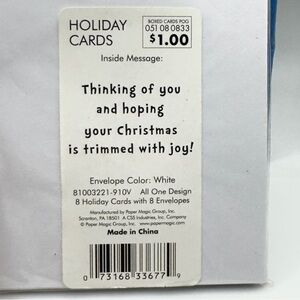 HOLIDAY
CARDS
BOXED CARDS POG
051 08 0833
$1.00
Inside Message:
Thinking of you
and hoping
your Christmas
is trimmed with joy!
Envelope Color: White
81003221-910V All One Design
8 Holiday Cards with 8 Envelopes
Manufactured by Paper Magic Group, Inc.
Scranton, PA 18501 A CSS Industries, Inc. Company
© Paper Magic Group, Inc. www.papermagic.com
Made in China
0 73168 33677 9